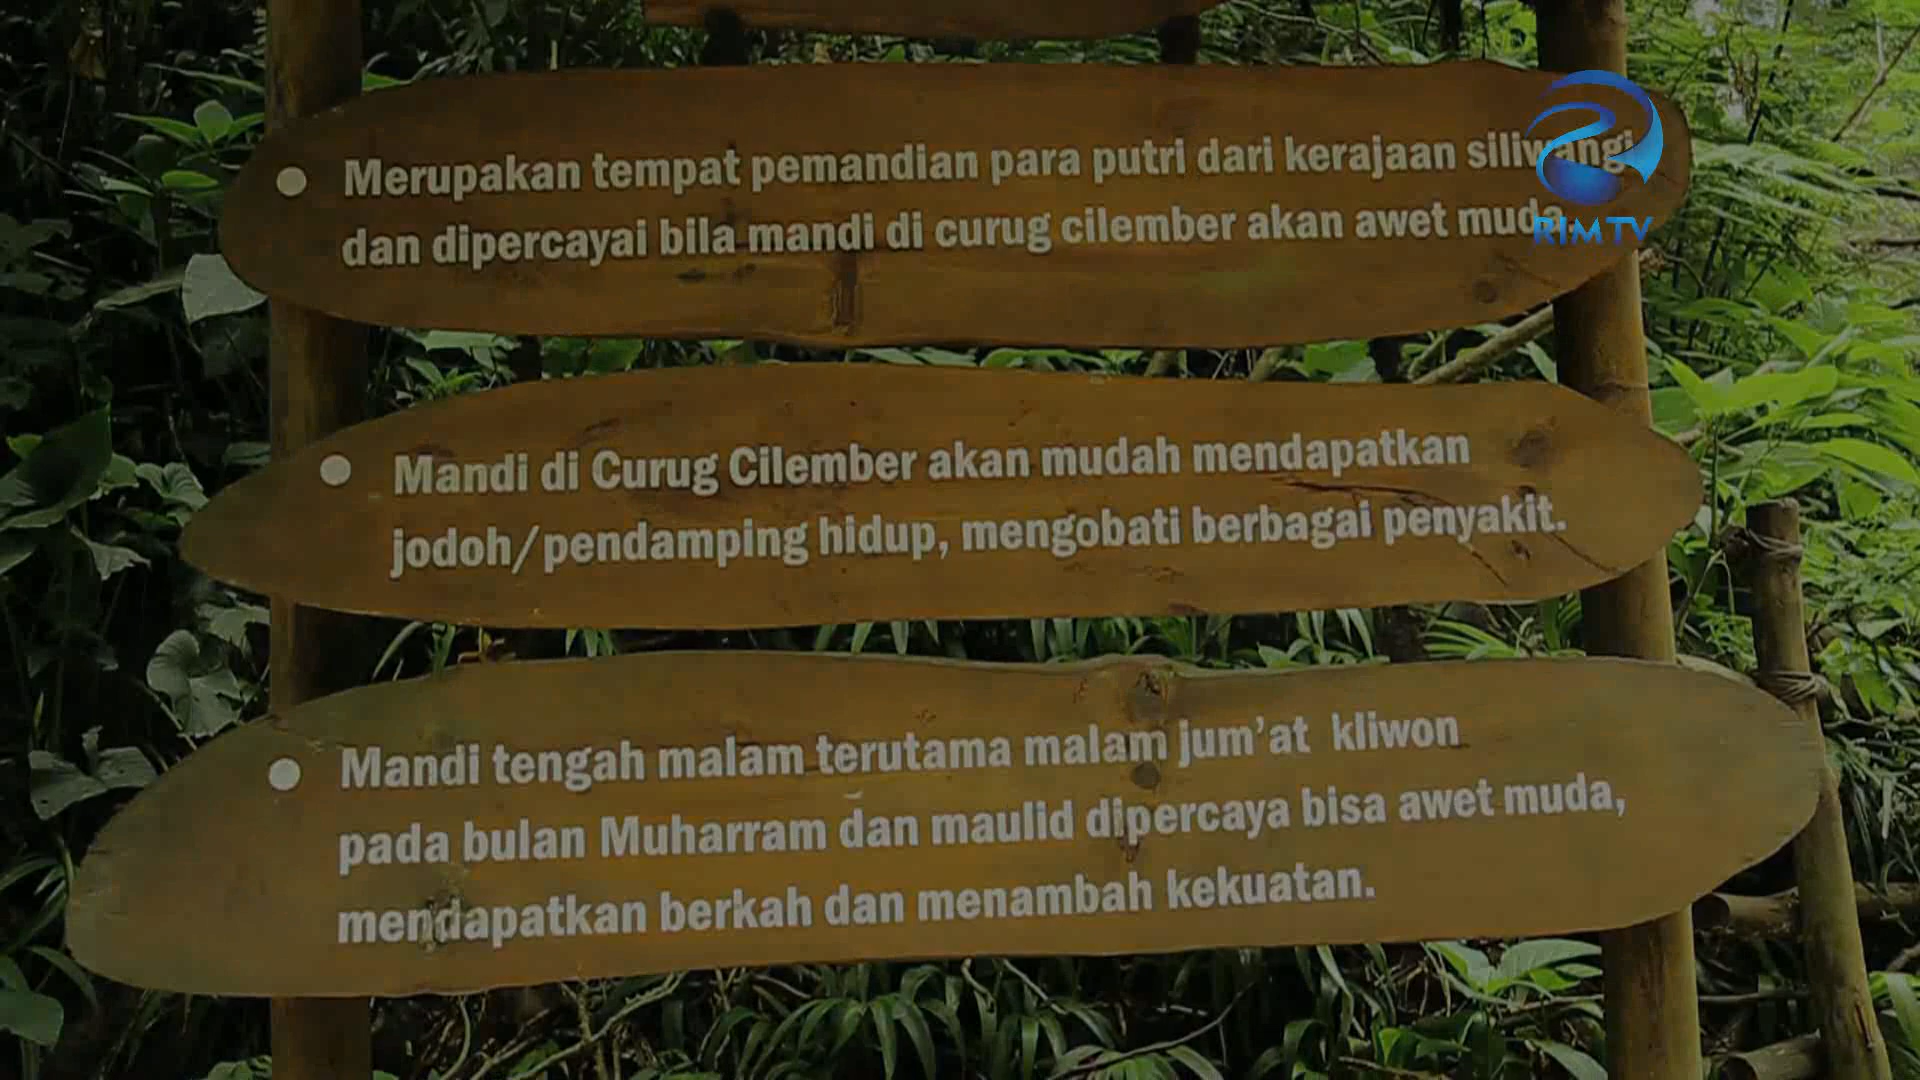 • Merupakan tempat pemandian para putri dari kerajaan siliwangi
dan dipercayai bila mandi di curug cilember akan awet muda
RIMTV
• Mandi di Curug Cilember akan mudah mendapatkan
jodoh/pendamping hidup, mengobati berbagai penyakit.
• Mandi tengah malam terutama malam jum'at kliwon
pada bulan Muharram dan maulid dipercaya bisa awet muda,
mendapatkan berkah dan menambah kekuatan.